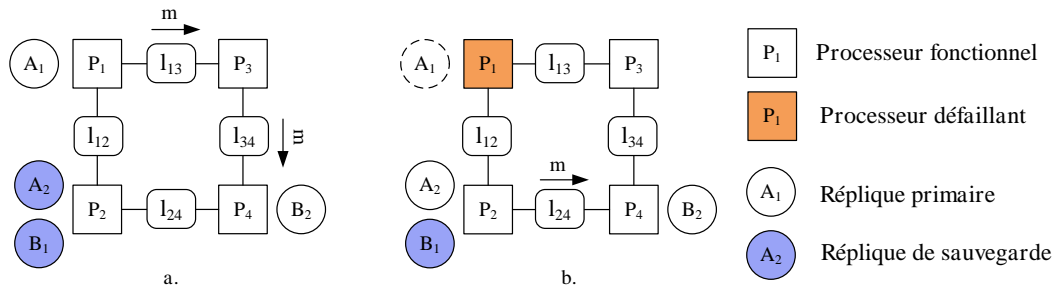 m
A₁ P₁ l₁₃ P₃
l₁₂ l₃₄ m
A₂ P₂ l₂₄ P₄ B₂
B₁
a.
A₁ P₁ l₁₃ P₃
l₁₂ l₃₄
m
A₂ P₂ l₂₄ P₄ B₂
B₁
b.
P₁ Processeur fonctionnel
P₁ Processeur défaillant
A₁ Réplique primaire
A₂ Réplique de sauvegarde